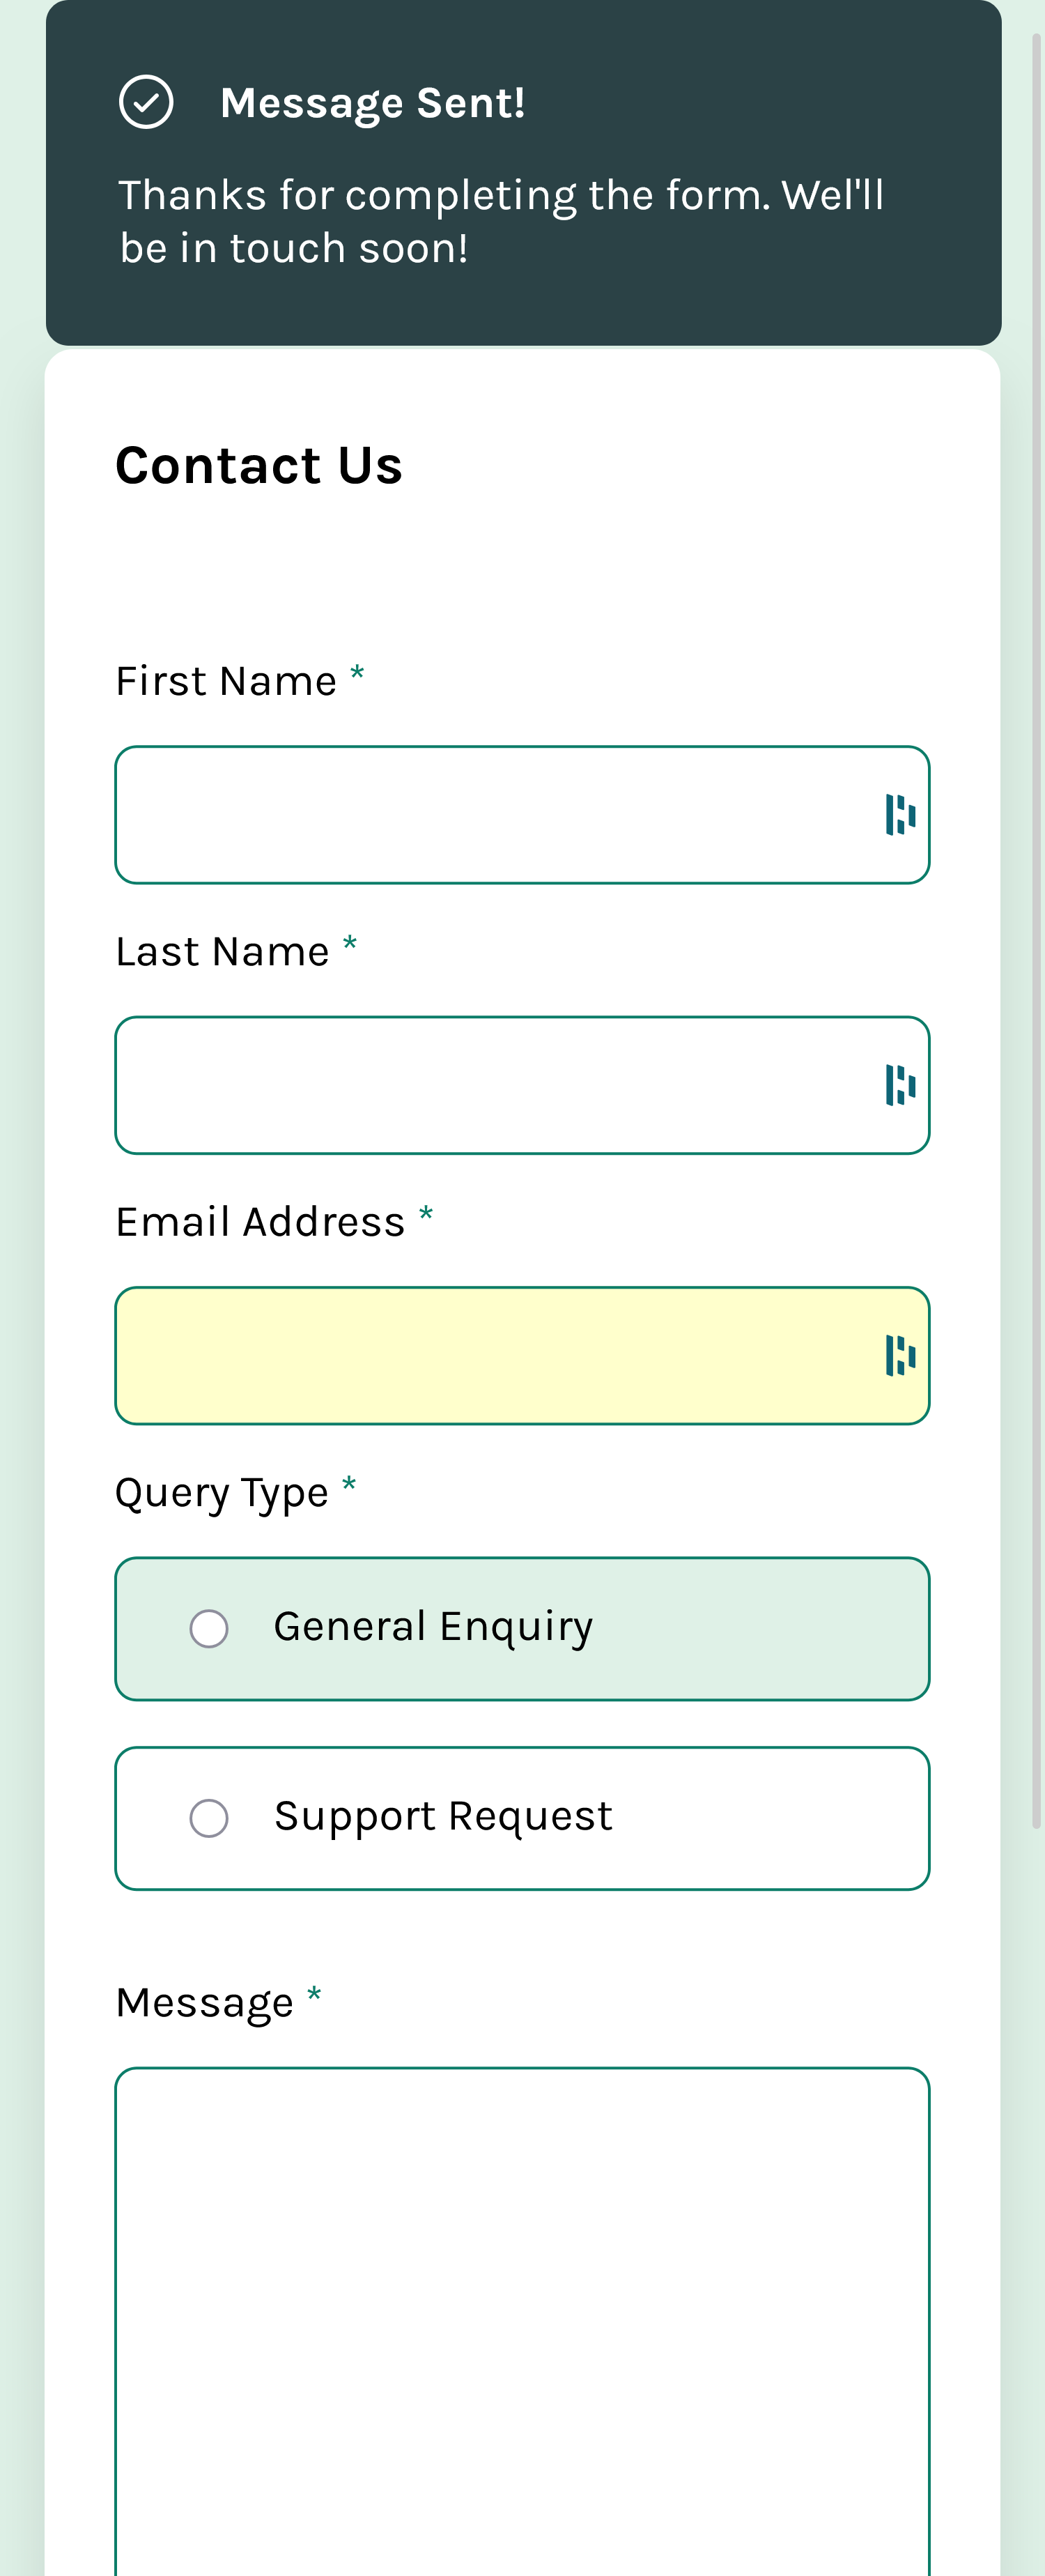 Message Sent!
Thanks for completing the form. Wel'll
be in touch soon!
Contact Us
First Name *
Last Name *
Email Address *
Query Type *
General Enquiry
Support Request
Message *